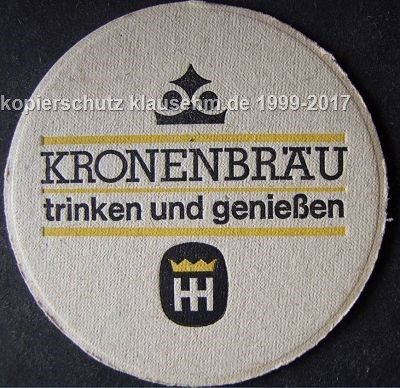 kopierschutz klausehm.de 1999-2017
KRONENBRÄU
trinken und genießen
HH